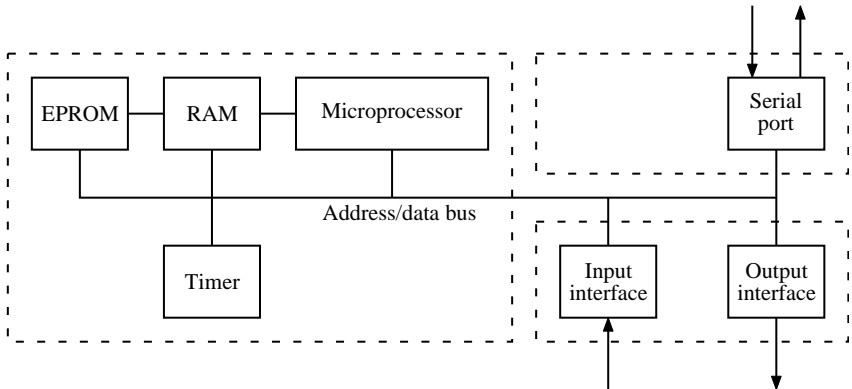 EPROM
RAM
Microprocessor
Serial
port
Address/data bus
Timer
Input
interface
Output
interface